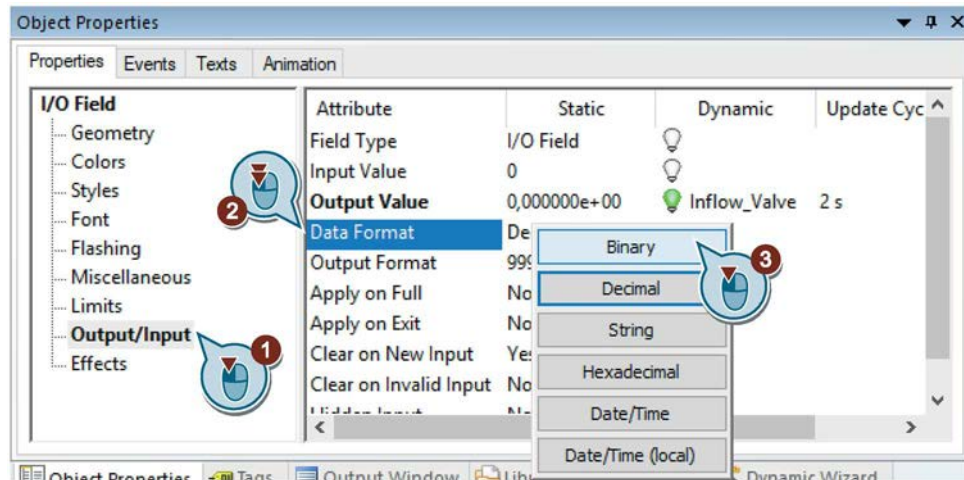 Object Properties
Properties Events Texts Animation
I/O Field
Geometry
Colors
Styles
Font
Flashing
Miscellaneous
Limits
Output/Input
Effects
Attribute Static Dynamic Update Cyc
Field Type I/O Field
Input Value 0
Output Value 0,000000e+00 Inflow_Valve 2 s
Data Format De
Output Format 999
Apply on Full No
Apply on Exit No
Clear on New Input Yes
Clear on Invalid Input No
Binary
Decimal
String
Hexadecimal
Date/Time
Date/Time (local)
1
2
3
Object Properties Tags Output Window Dynamic Wizard